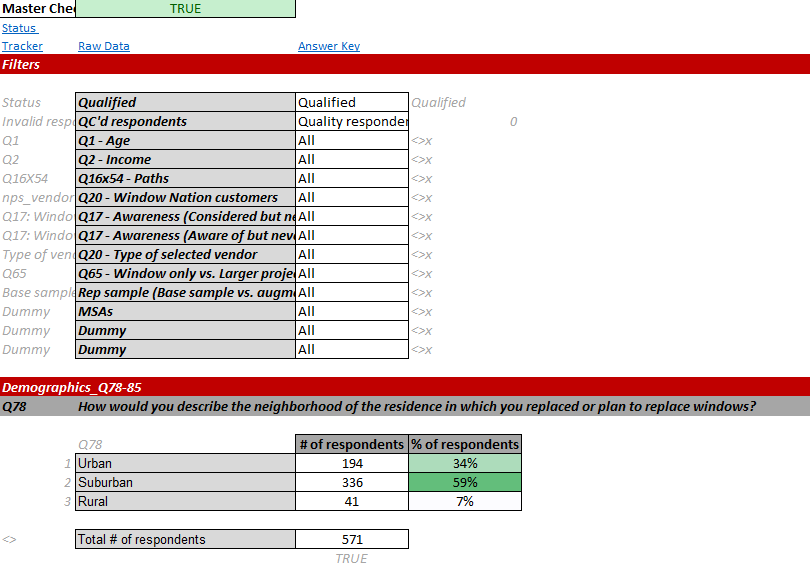 Master Chec TRUE
Status
Tracker Raw Data Answer Key
Filters
Status Qualified Qualified Qualified
Invalid respo QC'd respondents Quality responden 0
Q1 Q1 - Age All <>x
Q2 Q2 - Income All <>x
Q16X54 Q16x54 - Paths All <>x
nps_vendor Q20 - Window Nation customers All <>x
Q17: Windo Q17 - Awareness (Considered but ne All <>x
Q17: Windo Q17 - Awareness (Aware of but neve All <>x
Type of vend Q20 - Type of selected vendor All <>x
Q65 Q65 - Window only vs. Larger proje All <>x
Base sample Rep sample (Base sample vs. augm All <>x
Dummy MSAs All <>x
Dummy Dummy All <>x
Dummy Dummy All <>x
Demographics_Q78-85
Q78 How would you describe the neighborhood of the residence in which you replaced or plan to replace windows?
Q78 # of respondents % of respondents
1 Urban 194 34%
2 Suburban 336 59%
3 Rural 41 7%
<> Total # of respondents 571
TRUE